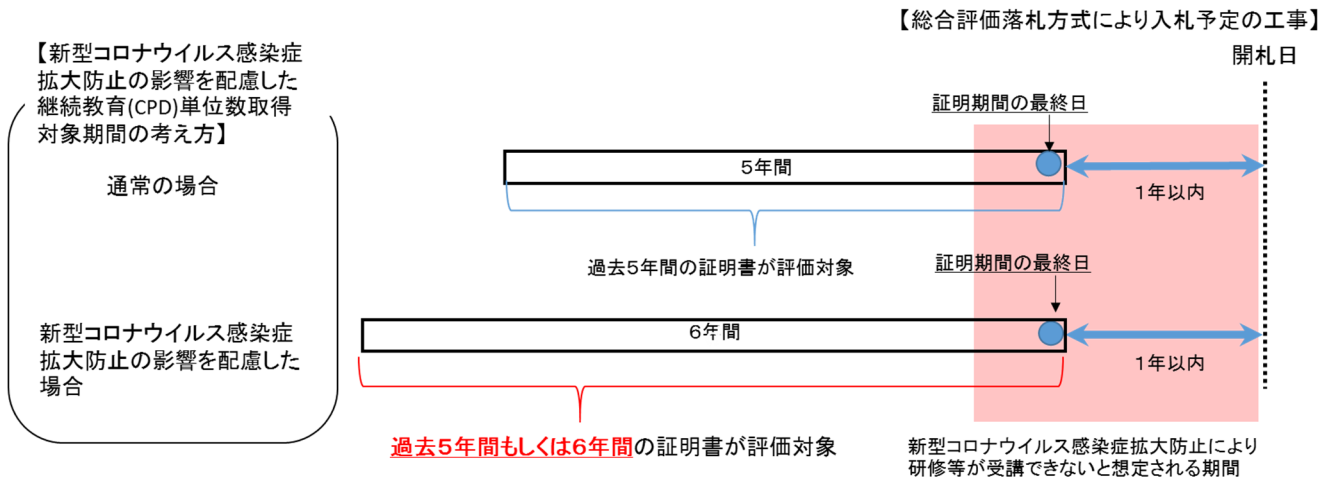 【総合評価落札方式により入札予定の工事】
開札日
【新型コロナウイルス感染症
拡大防止の影響を配慮した
継続教育(CPD)単位数取得
対象期間の考え方】
通常の場合
証明期間の最終日
5年間
1年以内
過去5年間の証明書が評価対象
証明期間の最終日
新型コロナウイルス感染症
拡大防止の影響を配慮した
場合
6年間
1年以内
過去5年間もしくは6年間の証明書が評価対象
新型コロナウイルス感染症拡大防止により
研修等が受講できないと想定される期間